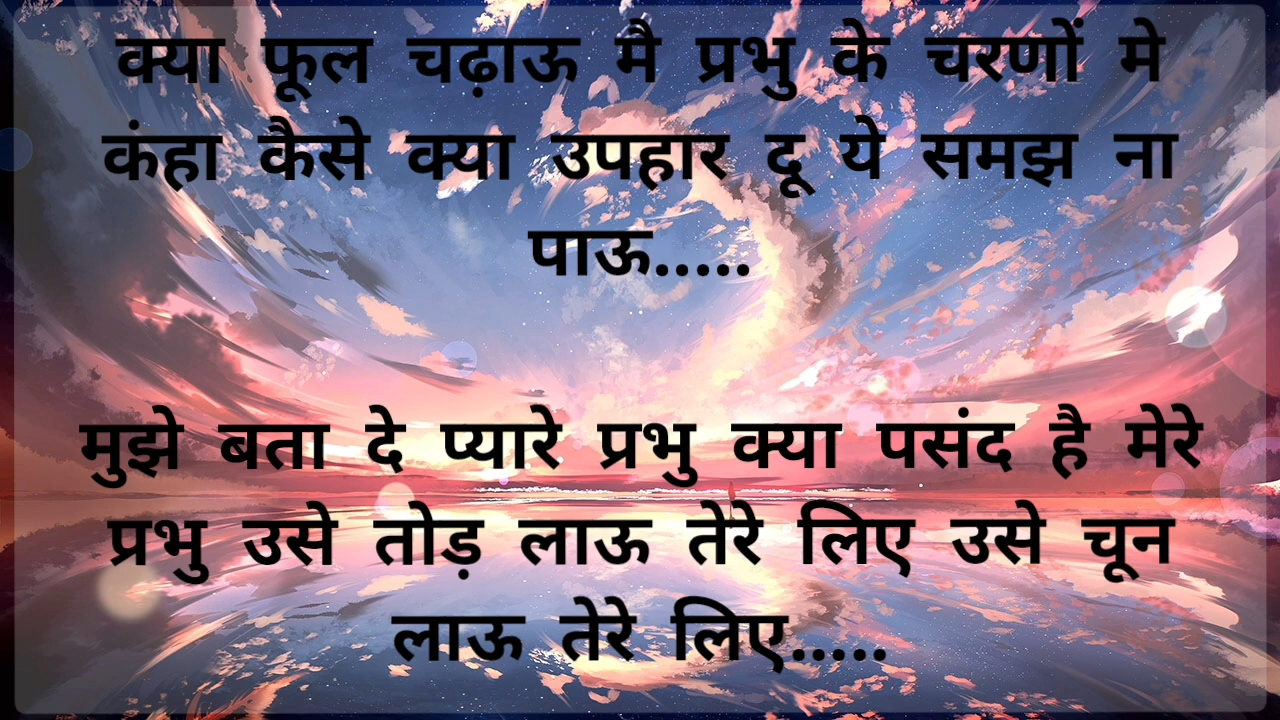 क्या फूल चढ़ाऊ मै प्रभु के चरणों मे
कंहा कैसे क्या उपहार दू ये समझ ना
पाऊ.....
मुझे बता दे प्यारे प्रभु क्या पसंद है मेरे
प्रभु उसे तोड़ लाऊ तेरे लिए उसे चून
लाऊ तेरे लिए.....